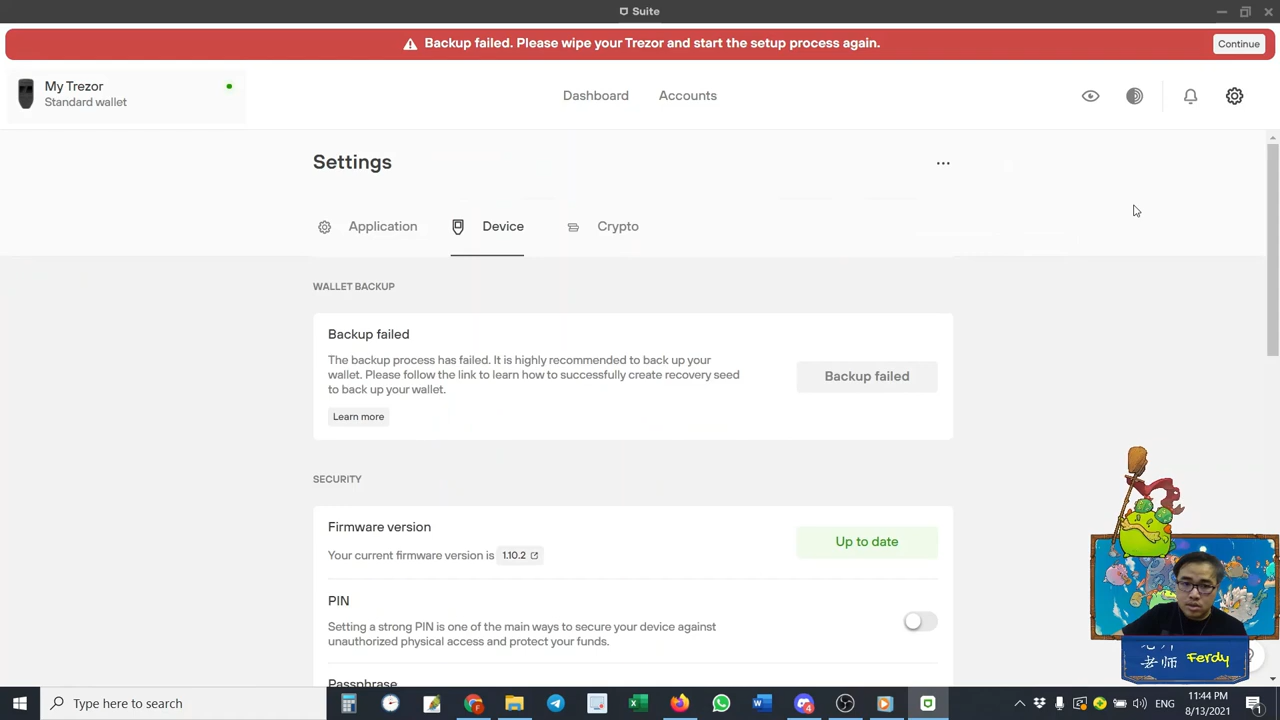 Suite
Backup failed. Please wipe your Trezor and start the setup process again.
Continue
My Trezor
Standard wallet
Dashboard
Accounts
Settings
Application
Device
Crypto
WALLET BACKUP
Backup failed
The backup process has failed. It is highly recommended to back up your
wallet. Please follow the link to learn how to successfully create recovery seed
to back up your wallet.
Backup failed
Learn more
SECURITY
Firmware version
Your current firmware version is 1.10.2
Up to date
PIN
Setting a strong PIN is one of the main ways to secure your device against
unauthorized physical access and protect your funds.
Passphrase
老师 Ferdy
Type here to search
11:44 PM
8/13/2021